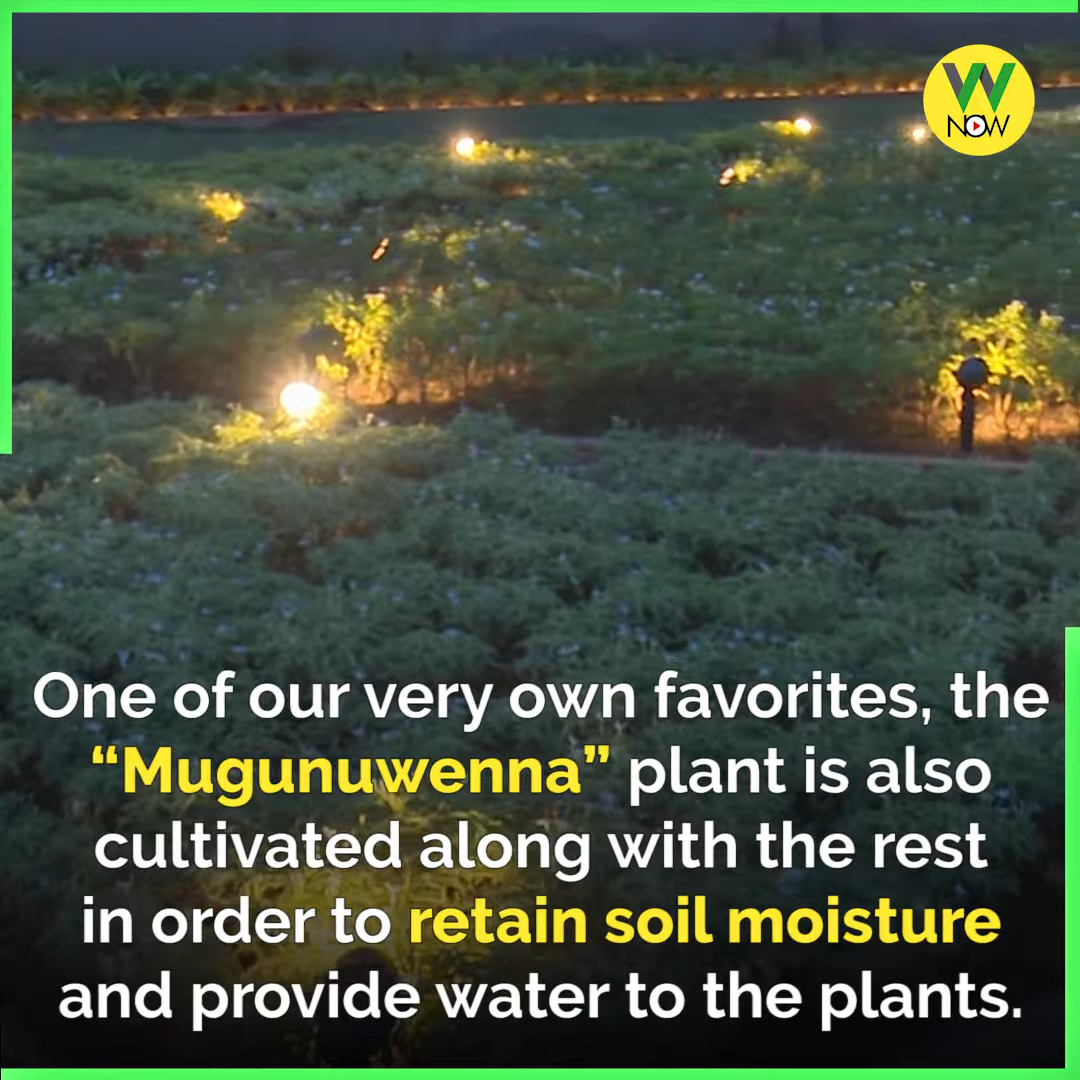 W
NOW
One of our very own favorites, the
“Mugunuwenna” plant is also
cultivated along with the rest
in order to retain soil moisture
and provide water to the plants.